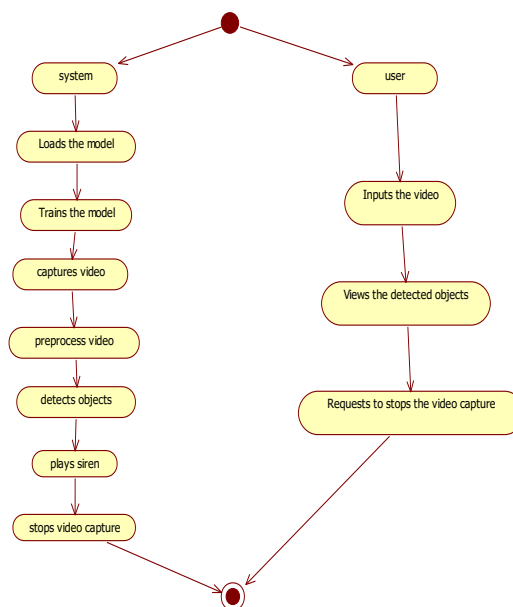 system
user
Loads the model
Inputs the video
Trains the model
captures video
Views the detected objects
preprocess video
detects objects
Requests to stops the video capture
plays siren
stops video capture